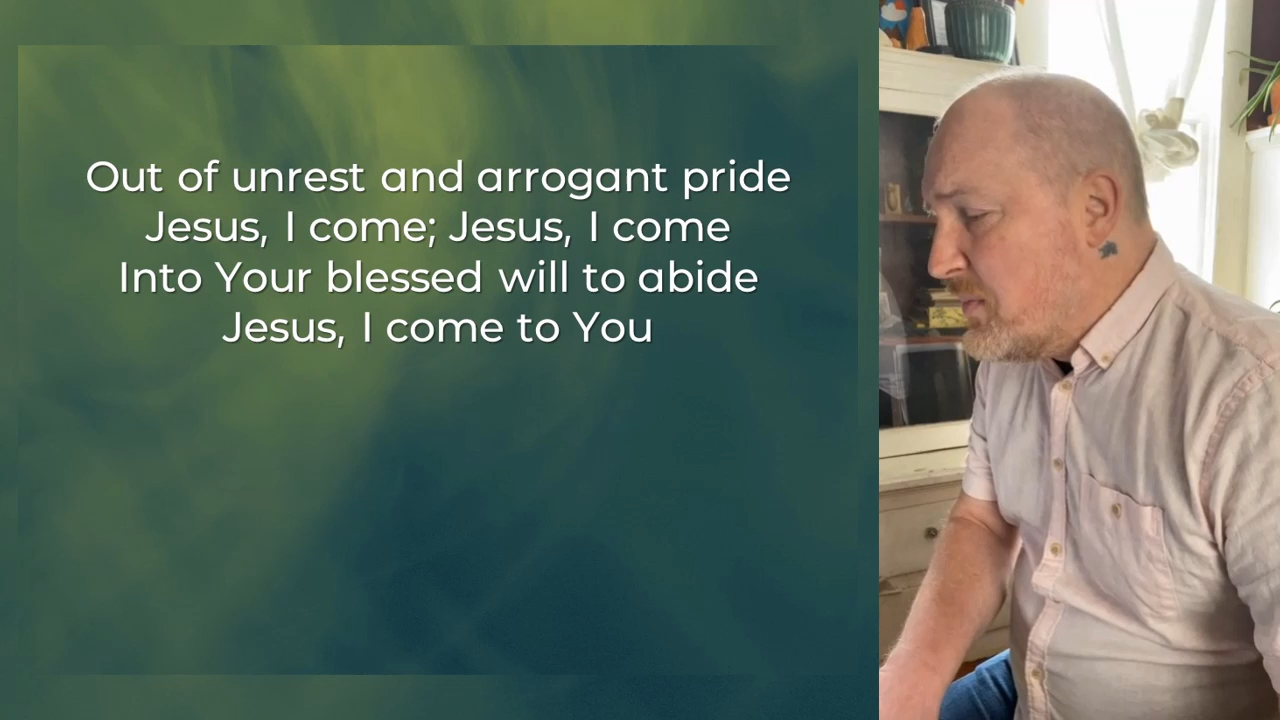 Out of unrest and arrogant pride
Jesus, I come; Jesus, I come
Into Your blessed will to abide
Jesus, I come to You